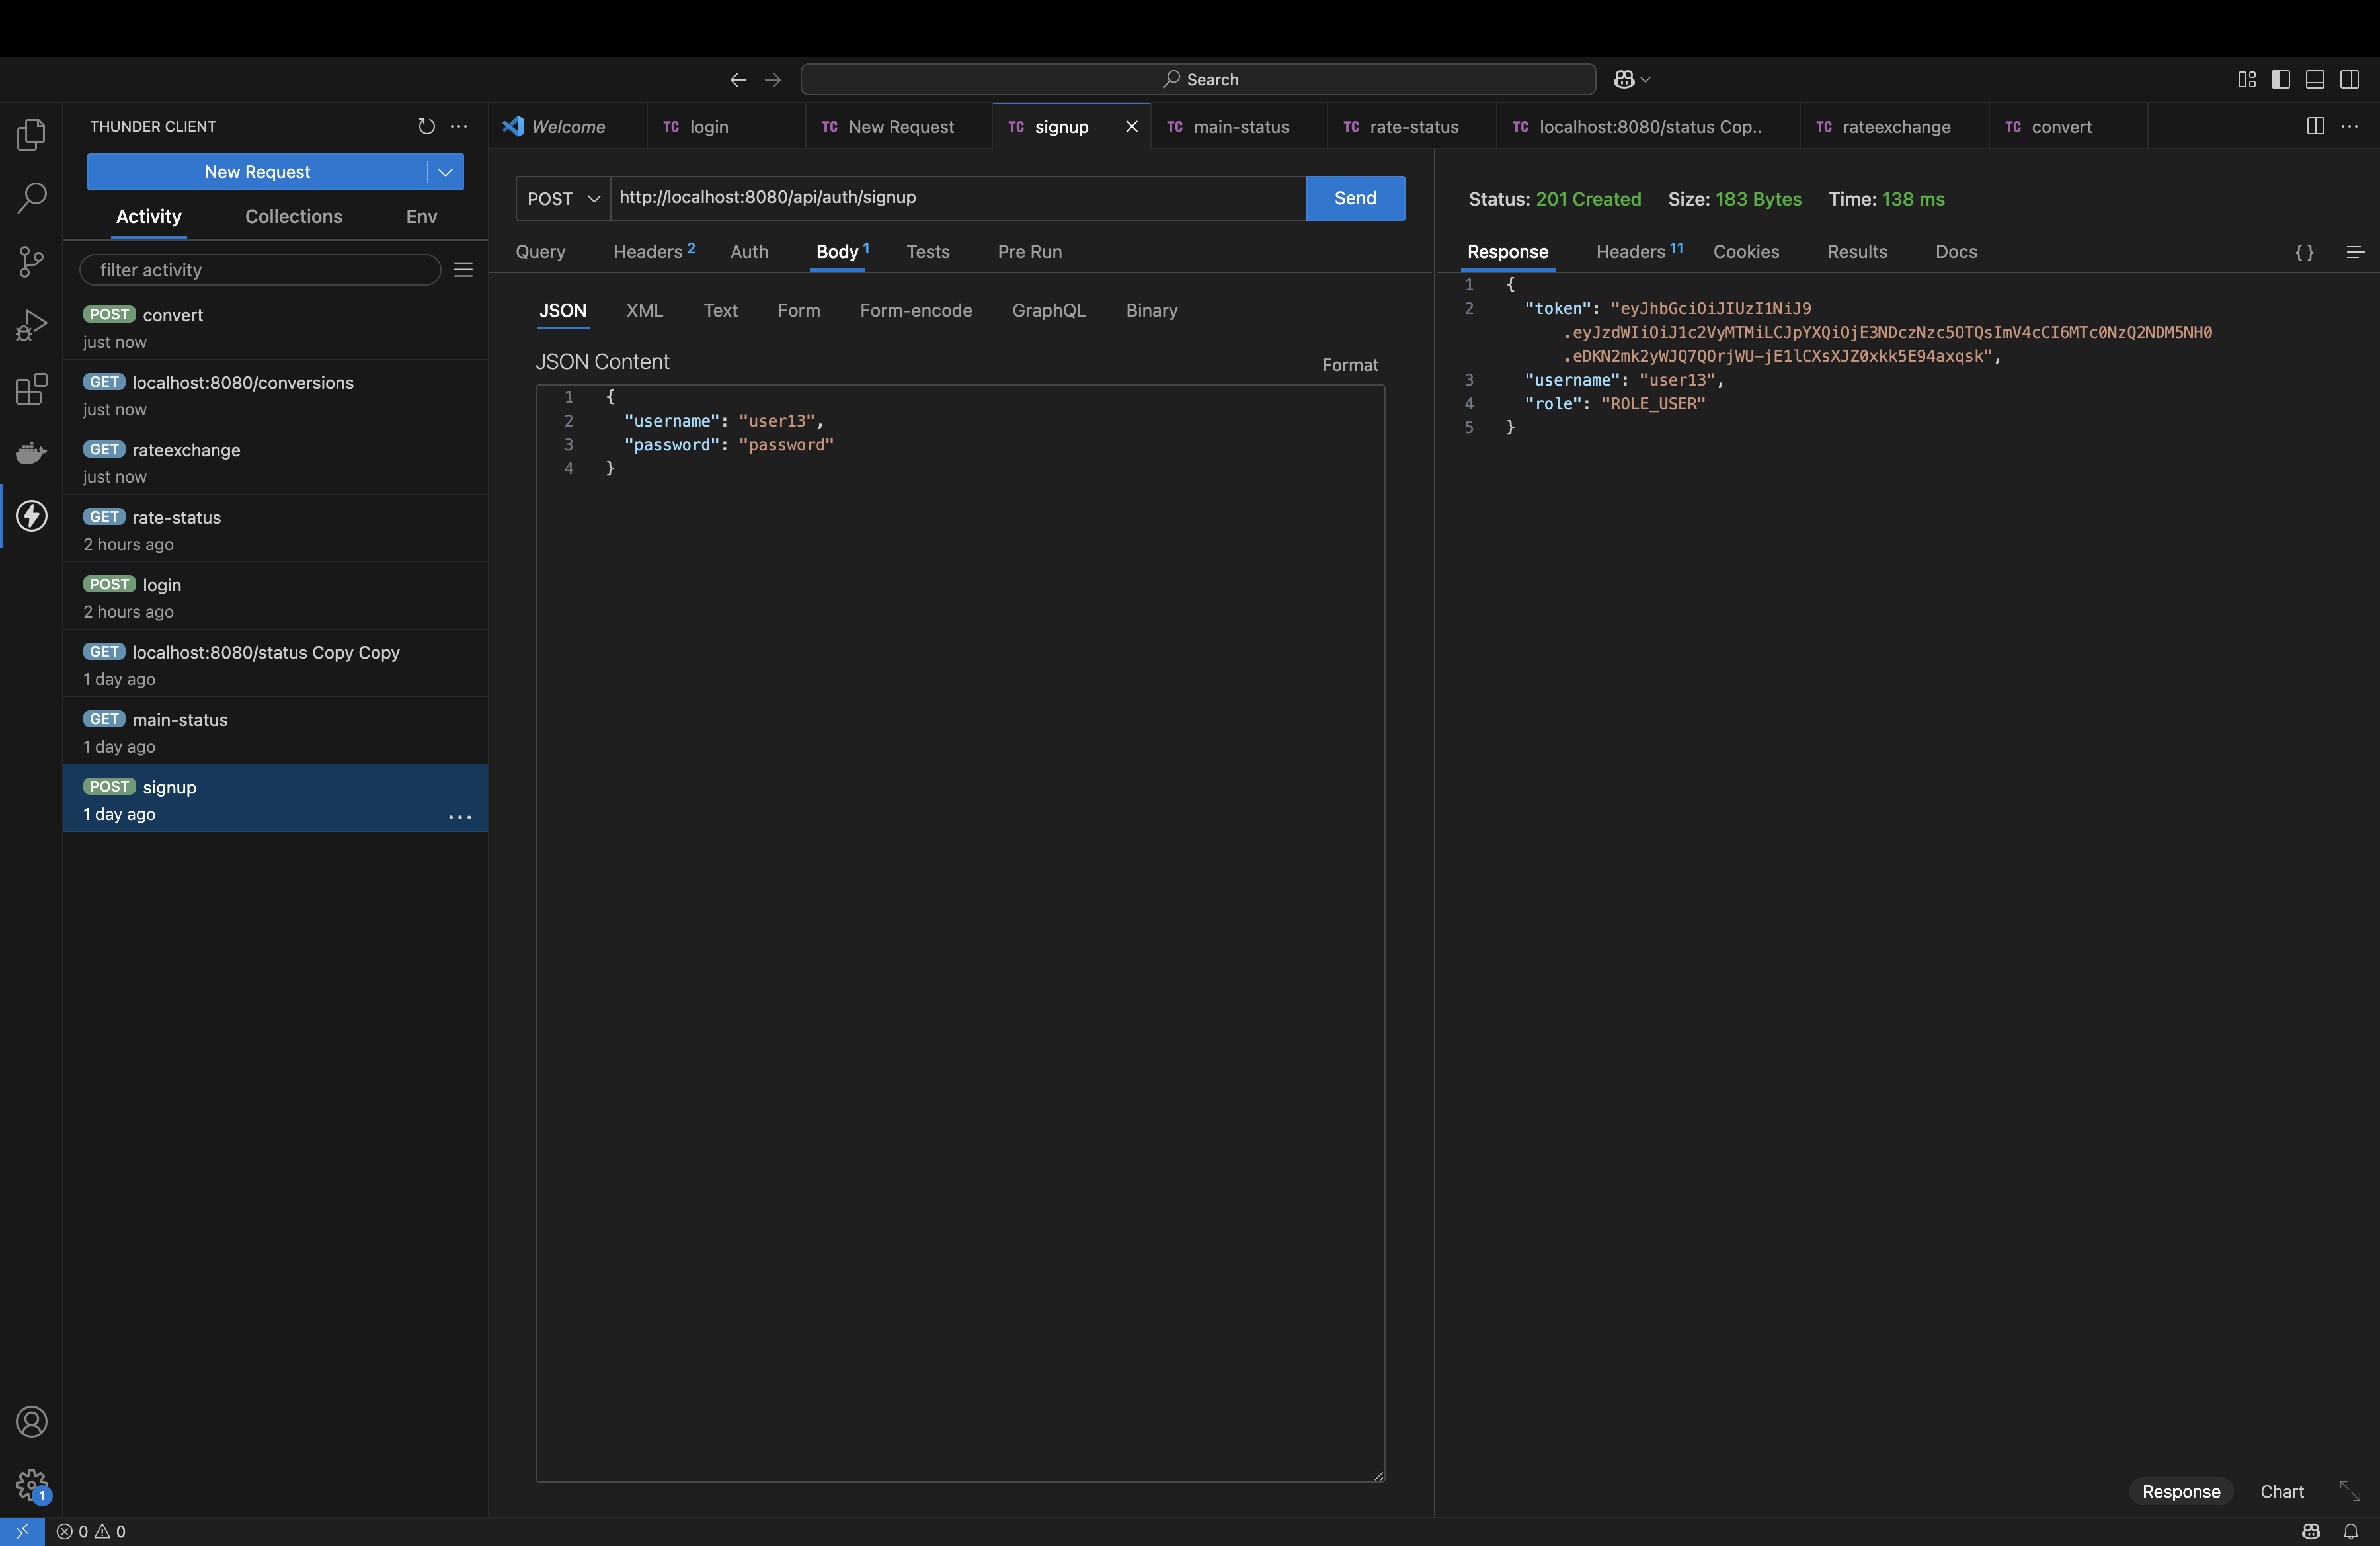 Search
THUNDER CLIENT
New Request
Activity Collections Env
filter activity
POST convert
just now
GET localhost:8080/conversions
just now
GET rateexchange
just now
GET rate-status
2 hours ago
POST login
2 hours ago
GET localhost:8080/status Copy Copy
1 day ago
GET main-status
1 day ago
POST signup
1 day ago
Welcome TC login TC New Request TC signup TC main-status TC rate-status TC localhost:8080/status Cop.. TC rateexchange TC convert
POST http://localhost:8080/api/auth/signup Send
Query Headers 2 Auth Body 1 Tests Pre Run
JSON XML Text Form Form-encode GraphQL Binary
JSON Content Format
1 {
2 "username": "user13",
3 "password": "password"
4 }
Status: 201 Created Size: 183 Bytes Time: 138 ms
Response Headers 11 Cookies Results Docs { }
1 {
2 "token": "eyJhbGciOiJIUzI1NiJ9
.eyJzdWIiOiJ1c2VyMTMiLCJpYXQiOjE3NDczNzc5OTQsImV4cCI6MTc0NzQ2NDM5NH0
.eDKN2mk2yWJQ7QOrjWU-jE1lCXsXJZ0xkk5E94axqsk",
3 "username": "user13",
4 "role": "ROLE_USER"
5 }
Response Chart
1
0 0